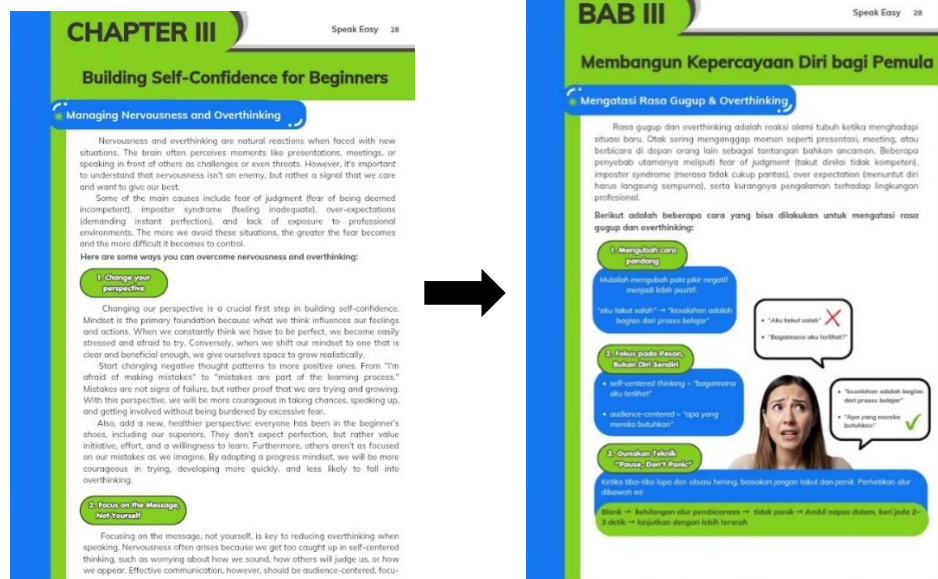 CHAPTER III
Speak Easy 28
Building Self-Confidence for Beginners
Managing Nervousness and Overthinking
Nervousness and overthinking are natural reactions when faced with new
situations. The brain often perceives moments like presentations, meetings, or
speaking in front of others as challenges or even threats. However, it's important
to understand that nervousness isn't an enemy, but rather a signal that we care
and want to give our best.
Some of the main causes include fear of judgment (fear of being deemed
incompetent), imposter syndrome (feeling inadequate), over-expectations
(demanding instant perfection), and lack of exposure to professional
environments. The more we avoid these situations, the greater the fear becomes
and the more difficult it becomes to control.
Here are some ways you can overcome nervousness and overthinking:
1. Change your
perspective
Changing our perspective is a crucial first step in building self-confidence.
Mindset is the primary foundation because what we think influences our feelings
and actions. When we constantly think we have to be perfect, we become easily
stressed and afraid to try. Conversely, when we shift our mindset to one that is
clear and beneficial enough, we give ourselves space to grow realistically.
Start changing negative thought patterns to more positive ones. From "I'm
afraid of making mistakes" to "mistakes are part of the learning process."
Mistakes are not signs of failure, but rather proof that we are trying and growing.
With this perspective, we will be more courageous in taking chances, speaking up,
and getting involved without being burdened by excessive fear.
Also, add a new, healthier perspective: everyone has been in the beginner's
shoes, including our superiors. They don't expect perfection, but rather value
initiative, effort, and a willingness to learn. Furthermore, others aren't as focused
on our mistakes as we imagine. By adopting a progress mindset, we will be more
courageous in trying, developing more quickly, and less likely to fall into
overthinking.
2. Focus on the Message,
Not Yourself
Focusing on the message, not yourself, is key to reducing overthinking when
speaking. Nervousness often arises because we get too caught up in self-centered
thinking, such as worrying about how we sound, how others will judge us, or how
we appear. Effective communication, however, should be audience-centered, focu-
BAB III
Speak Easy 28
Membangun Kepercayaan Diri bagi Pemula
Mengatasi Rasa Gugup & Overthinking
Rasa gugup dan overthinking adalah reaksi alami tubuh ketika menghadapi
situasi baru. Otak sering menganggap momen seperti presentasi, meeting, atau
berbicara di depan orang lain sebagai tantangan bahkan ancaman. Beberapa
penyebab utamanya meliputi fear of judgment (takut dinilai tidak kompeten),
imposter syndrome (merasa tidak cukup pantas), over expectation (menuntut diri
harus langsung sempurna), serta kurangnya pengalaman terhadap lingkungan
profesional.
Berikut adalah beberapa cara yang bisa dilakukan untuk mengatasi rasa
gugup dan overthinking:
1. Mengubah cara
pandang
Mulailah mengubah pola pikir negatif
menjadi lebih positif.
"aku takut salah" → "kesalahan adalah
bagian dari proses belajar"
2. Fokus pada Pesan,
Bukan Diri Sendiri
• self-centered thinking = "bagaimana
aku terlihat"
• audience-centered = "apa yang
mereka butuhkan"
• "Aku takut salah"
• "Bagaimana aku terlihat?"
• "kesalahan adalah bagian
dari proses belajar"
• "Apa yang mereka
butuhkan"
3. Gunakan Teknik
"Pause, Don't Panic"
Ketika tiba-tiba lupa dan situasi hening, biasakan jangan takut dan panik. Perhatikan alur
dibawah ini:
Blank → kehilangan alur pembicaraan → tidak panik → Ambil napas dalam, beri jeda 2-
3 detik → lanjutkan dengan lebih terarah